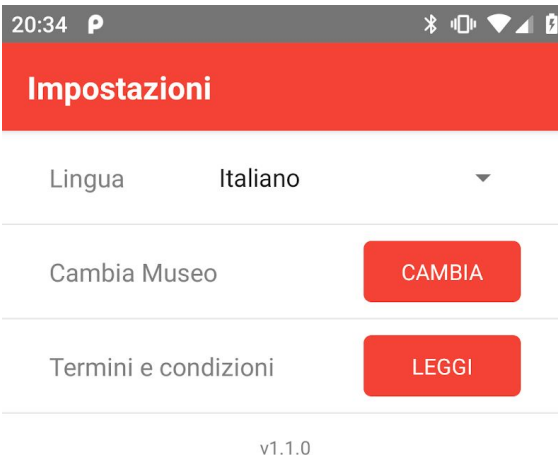 20:34
Impostazioni
Lingua Italiano
Cambia Museo CAMBIA
Termini e condizioni LEGGI
v1.1.0